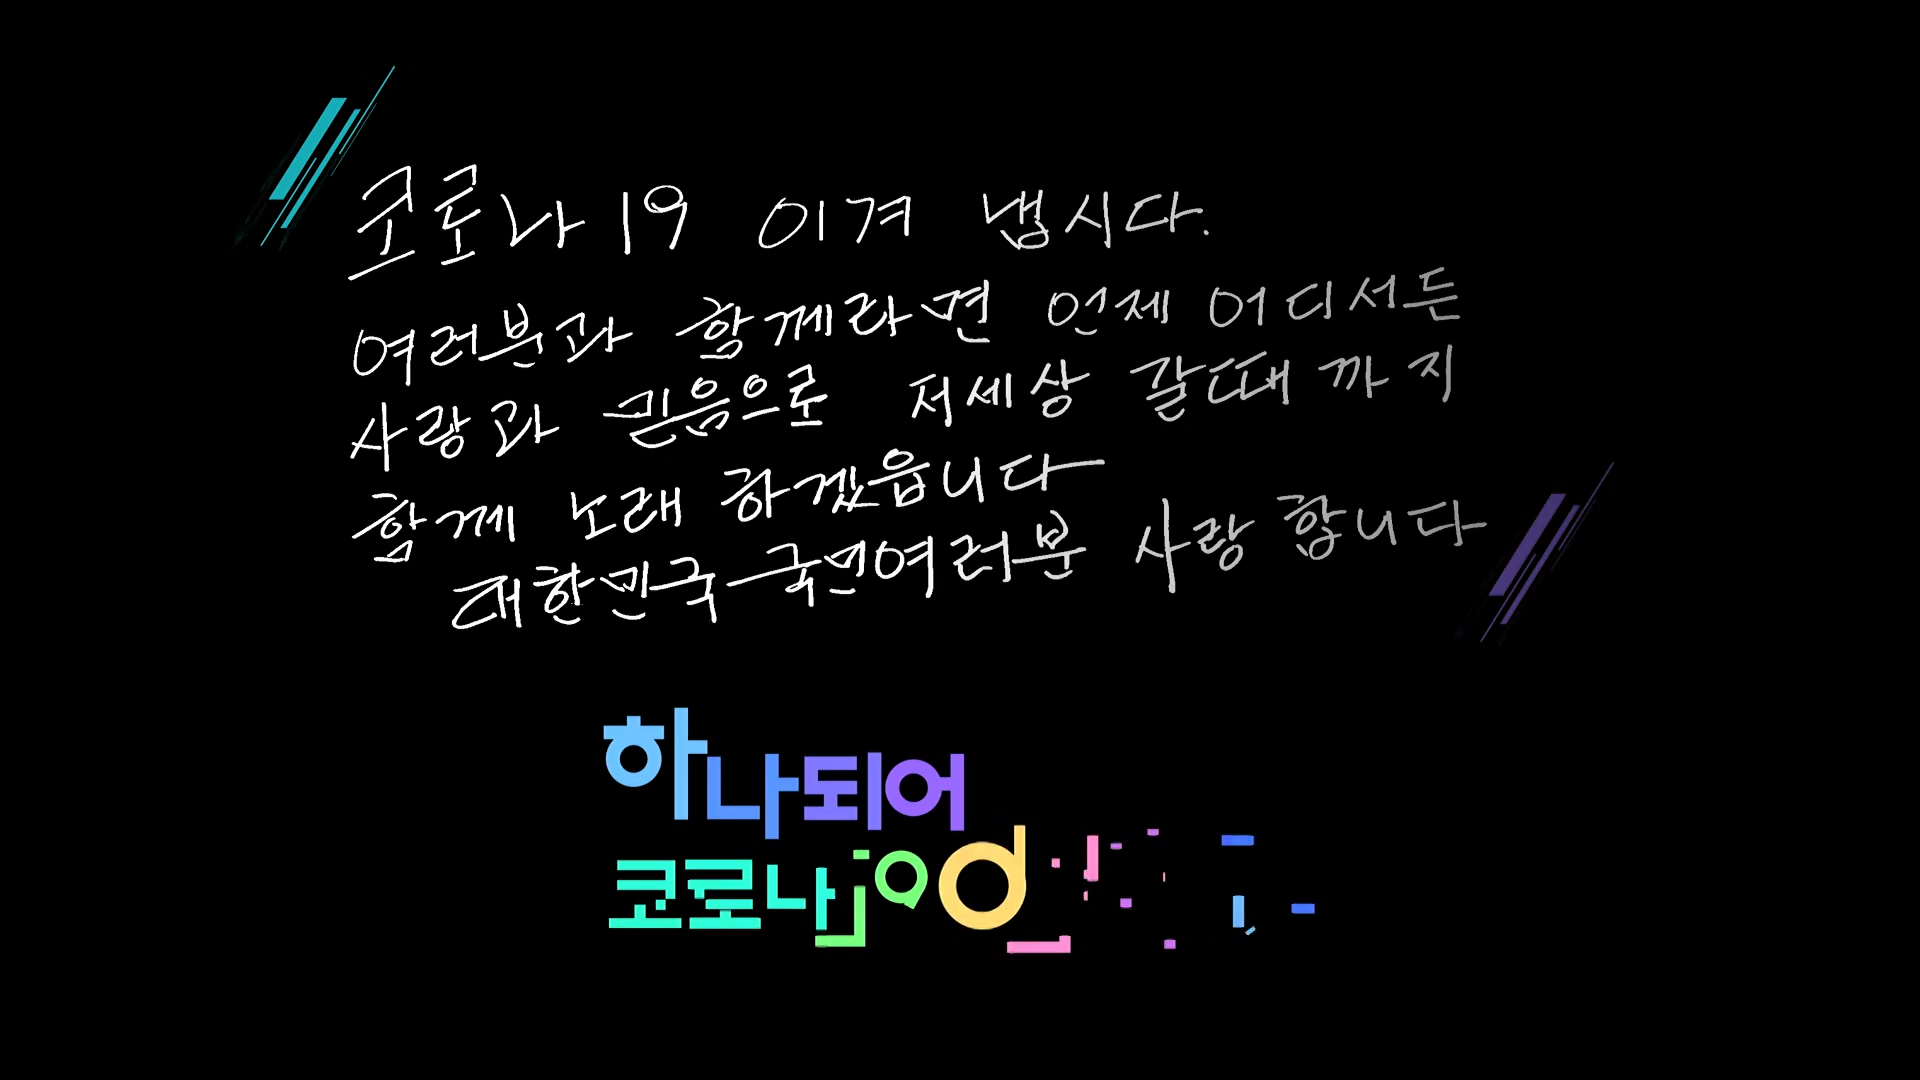 코로나 19 이겨 냅시다.
여러분과 함께라면 언제 어디서든
사랑과 믿음으로 저세상 갈때 까지
함께 노래 하겠읍니다
대한민국 국민여러분 사랑 합니다
하나되어
코로나19